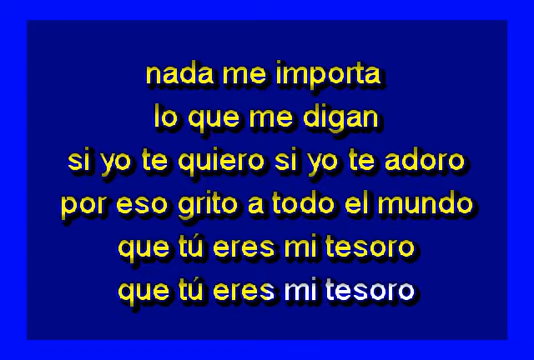 nada me importa
lo que me digan
si yo te quiero si yo te adoro
por eso grito a todo el mundo
que tú eres mi tesoro
que tú eres mi tesoro